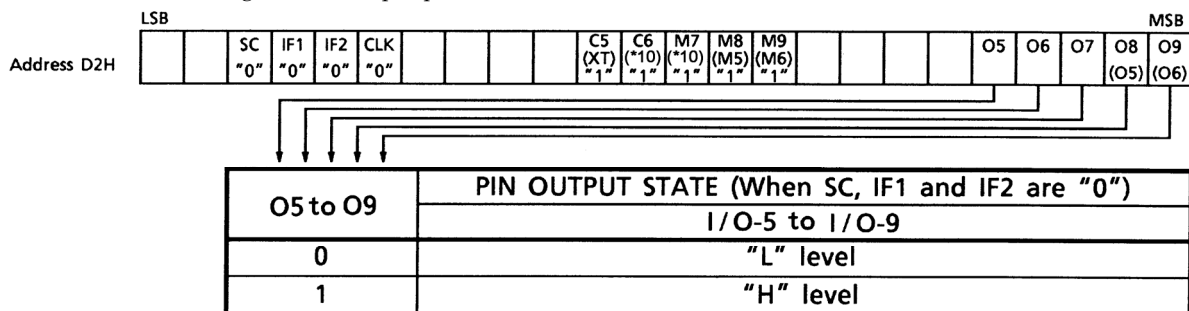 LSB MSB
Address D2H SC IF1 IF2 CLK C5 C6 M7 M8 M9 O5 O6 O7 O8 O9
(XT) (*10) (*10) (M5) (M6) (O5) (O6)
"0" "0" "0" "0" "1" "1" "1" "1" "1"
O5 to O9 PIN OUTPUT STATE (When SC, IF1 and IF2 are "0")
I/O-5 to I/O-9
0 "L" level
1 "H" level